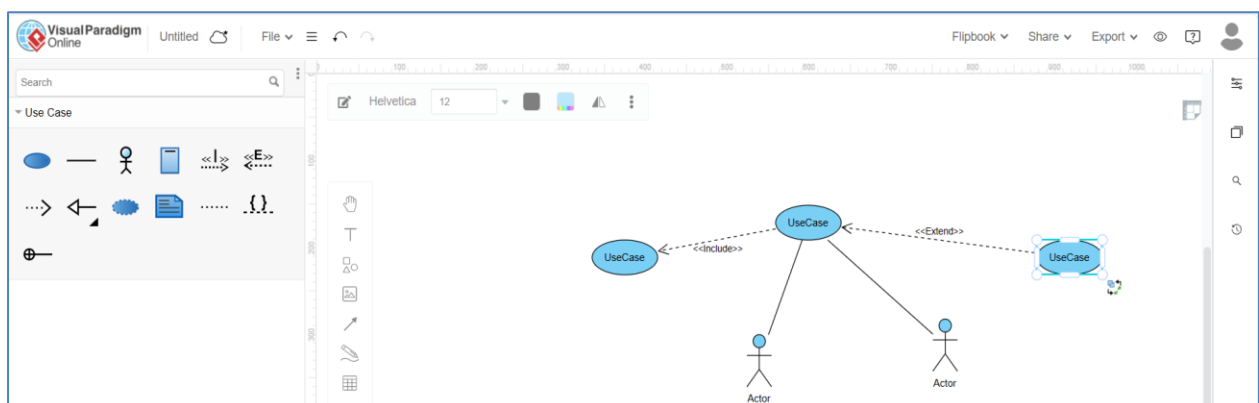 Visual Paradigm
Online
Untitled
File
Flipbook
Share
Export
Search
Use Case
<<I>>
<<E>>
{ }
100
200
300
400
500
600
700
800
900
1000
Helvetica
12
100
200
300
T
UseCase
<<Extend>>
<<Include>>
UseCase
UseCase
Actor
Actor